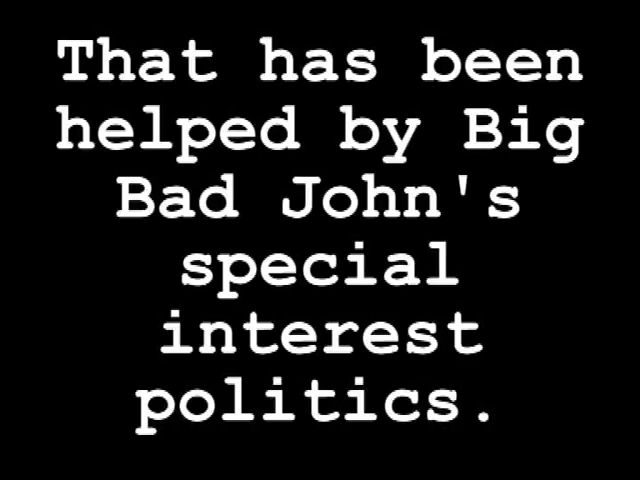 That has been
helped by Big
Bad John's
special
interest
politics.